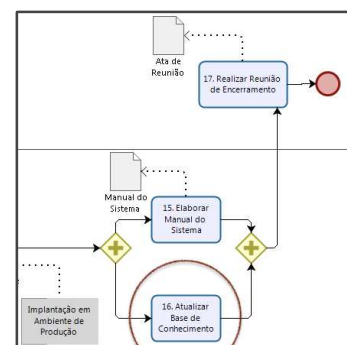 Ata de
Reunião
17. Realizar Reunião
de Encerramento
Manual do
Sistema
15. Elaborar
Manual do
Sistema
Implantação em
Ambiente de
Produção
16. Atualizar
Base de
Conhecimento